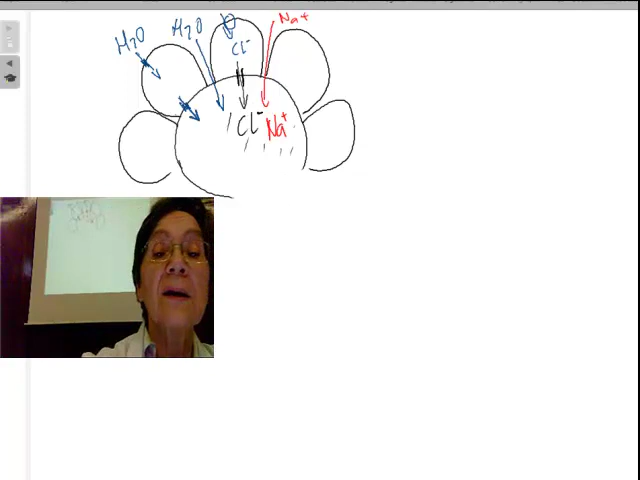 H2O
H2O
Cl-
Na+
Cl-
Na+